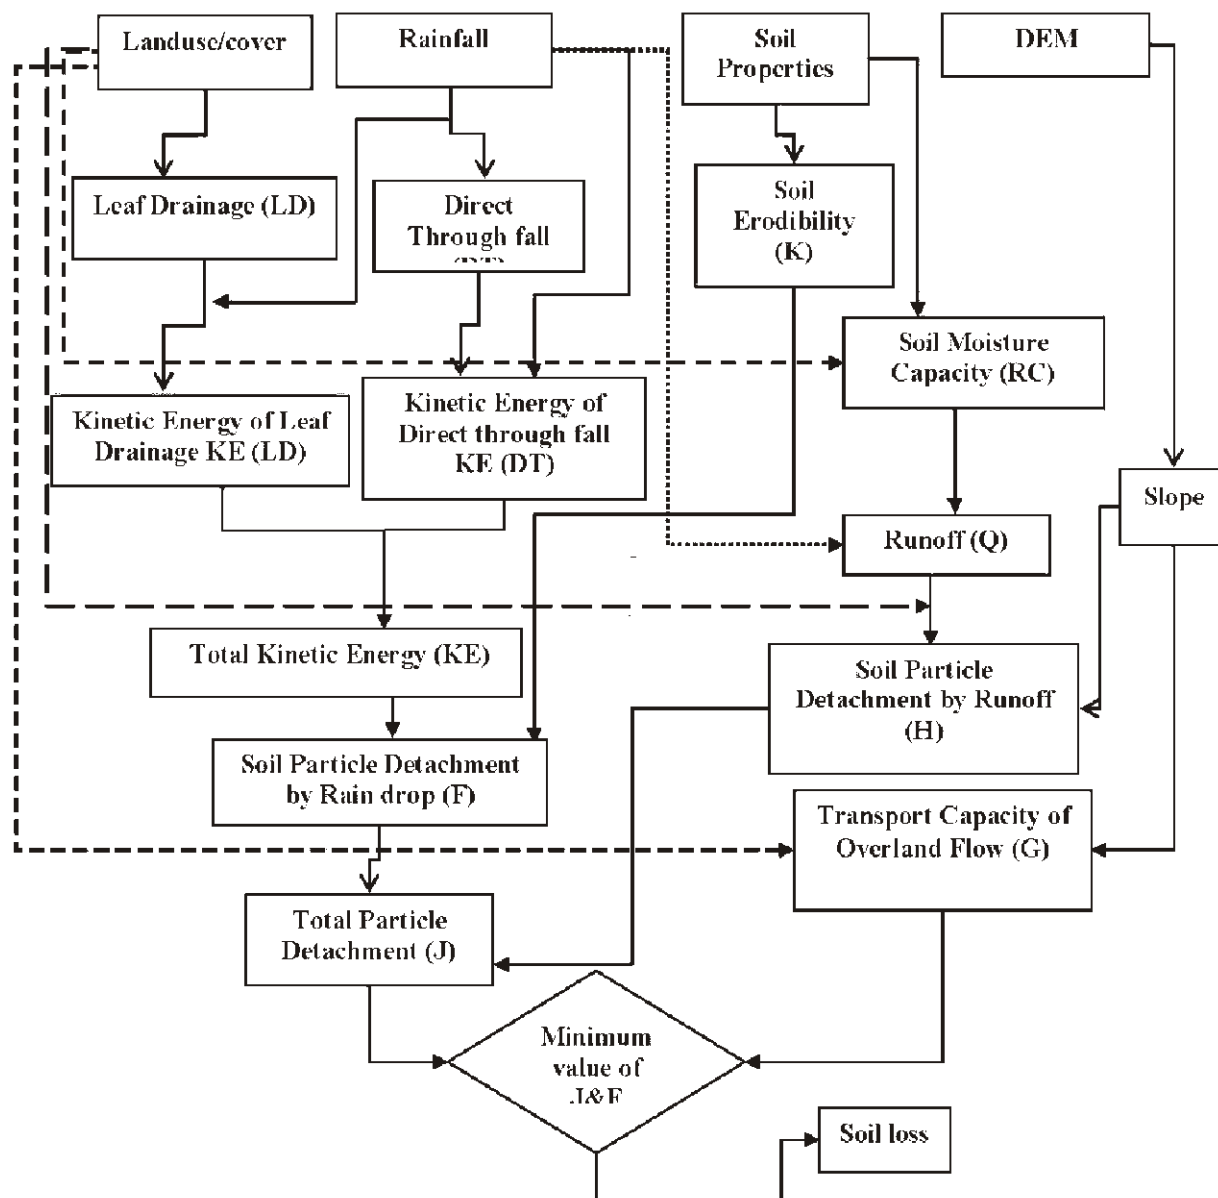 Landuse/cover
Rainfall
Soil
Properties
DEM
Leaf Drainage (LD)
Direct
Through fall
Soil
Erodibility
(K)
Soil Moisture
Capacity (RC)
Kinetic Energy of Leaf
Drainage KE (LD)
Kinetic Energy of
Direct through fall
KE (DT)
Slope
Runoff (Q)
Total Kinetic Energy (KE)
Soil Particle
Detachment by Runoff
(H)
Soil Particle Detachment
by Rain drop (F)
Transport Capacity of
Overland Flow (G)
Total Particle
Detachment (J)
Minimum
value of
Soil loss